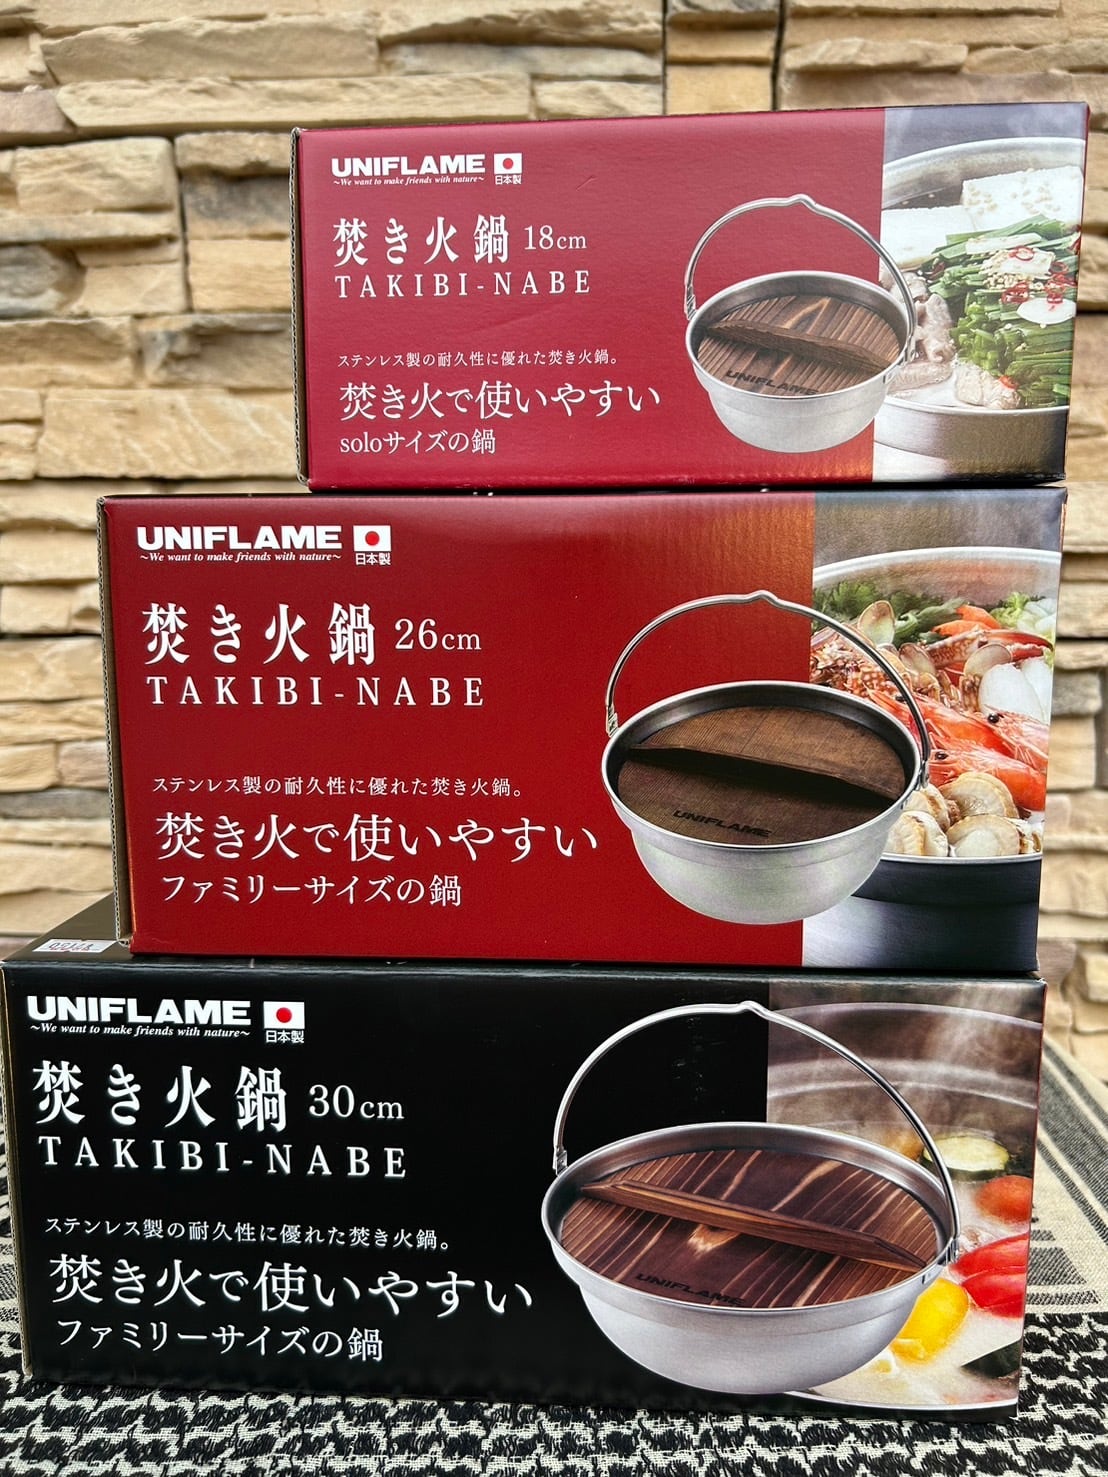 UNIFLAME
~We want to make friends with nature~
日本製
焚き火鍋 18cm
TAKIBI-NABE
ステンレス製の耐久性に優れた焚き火鍋。
焚き火で使いやすい
soloサイズの鍋
UNIFLAME
UNIFLAME
~We want to make friends with nature~
日本製
焚き火鍋 26cm
TAKIBI-NABE
ステンレス製の耐久性に優れた焚き火鍋。
焚き火で使いやすい
ファミリーサイズの鍋
UNIFLAME
UNIFLAME
~We want to make friends with nature~
日本製
焚き火鍋 30cm
TAKIBI-NABE
ステンレス製の耐久性に優れた焚き火鍋。
焚き火で使いやすい
ファミリーサイズの鍋
UNIFLAME